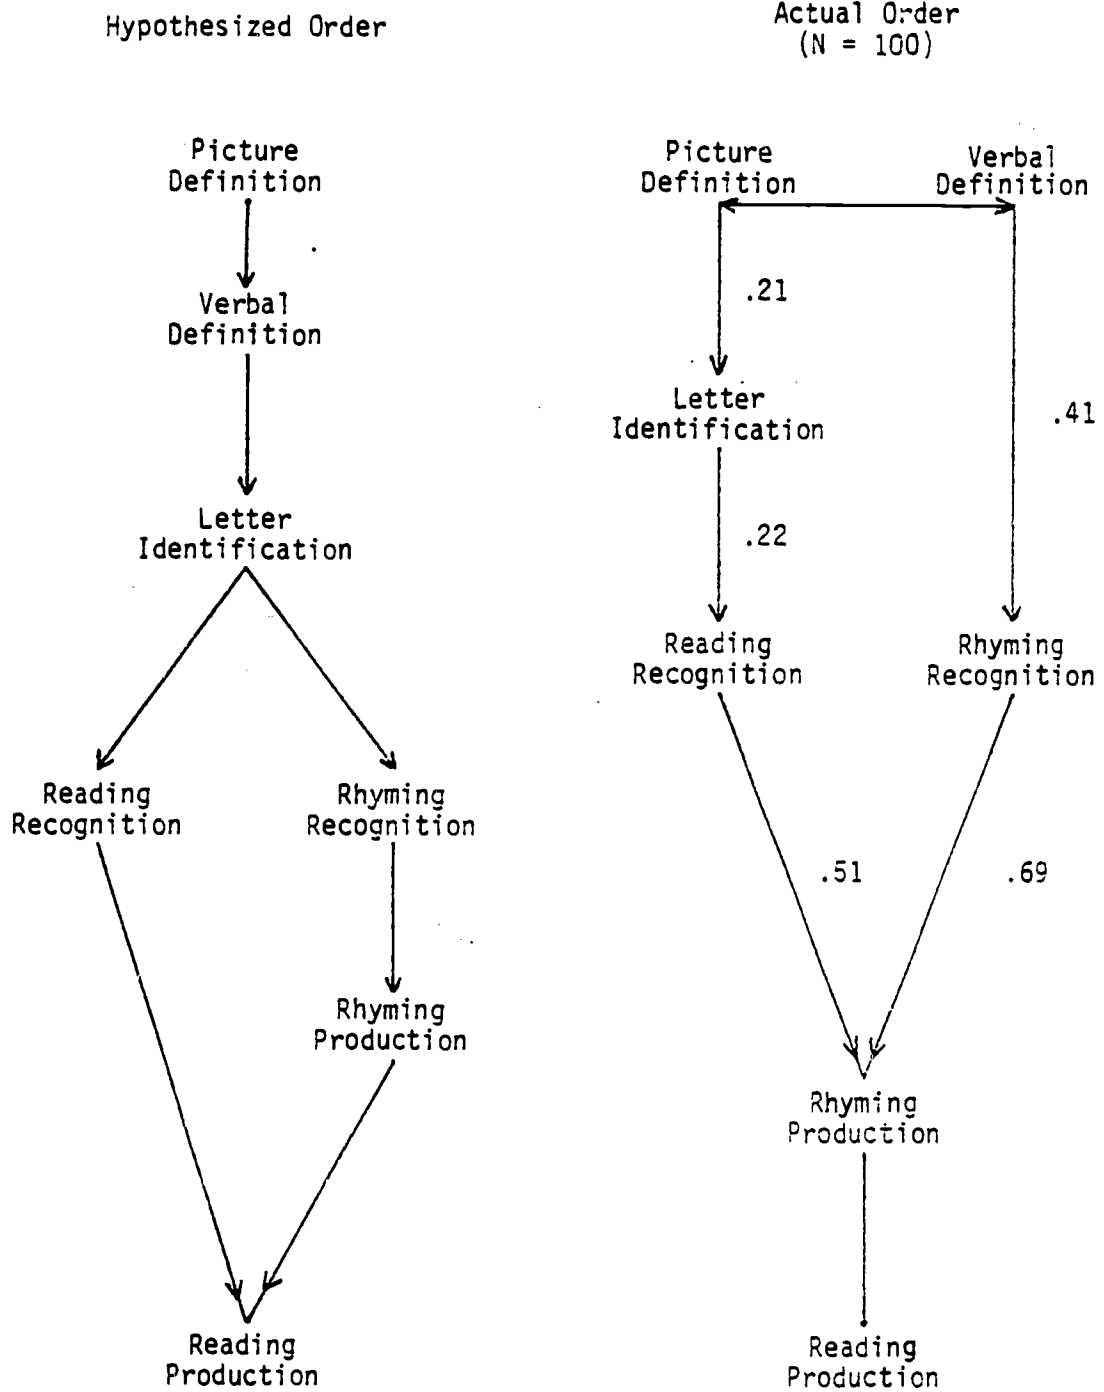 Hypothesized Order
Picture
Definition
Verbal
Definition
Letter
Identification
Reading
Recognition
Rhyming
Recognition
Rhyming
Production
Reading
Production
Actual Order
(N = 100)
Picture
Definition
Verbal
Definition
.21
Letter
Identification
.41
.22
Reading
Recognition
Rhyming
Recognition
.51
.69
Rhyming
Production
Reading
Production